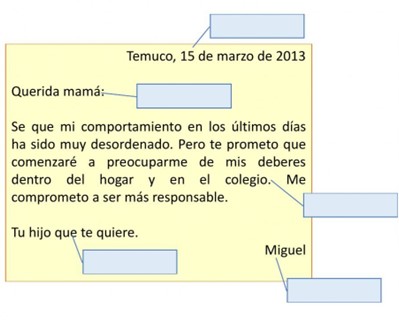 Temuco, 15 de marzo de 2013
Querida mamá:
Se que mi comportamiento en los últimos días
ha sido muy desordenado. Pero te prometo que
comenzaré a preocuparme de mis deberes
dentro del hogar y en el colegio. Me
comprometo a ser más responsable.
Tu hijo que te quiere.
Miguel